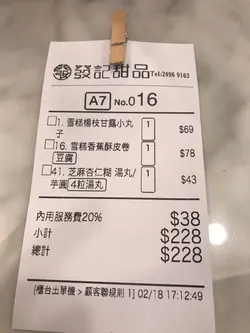 發記甜品 Tel:2496 9163
A7 No.016
1. 雪糕楊枝甘露小丸子 1 $69
16. 雪糕香蕉酥皮卷 1 $78
豆腐
41. 芝麻杏仁糊 湯丸/ 1 $43
芋圓 4粒湯丸
內用服務費20% $38
小計 $228
總計 $228
[櫃台出單機 > 顧客聯規則 1] 02/18 17:12:49